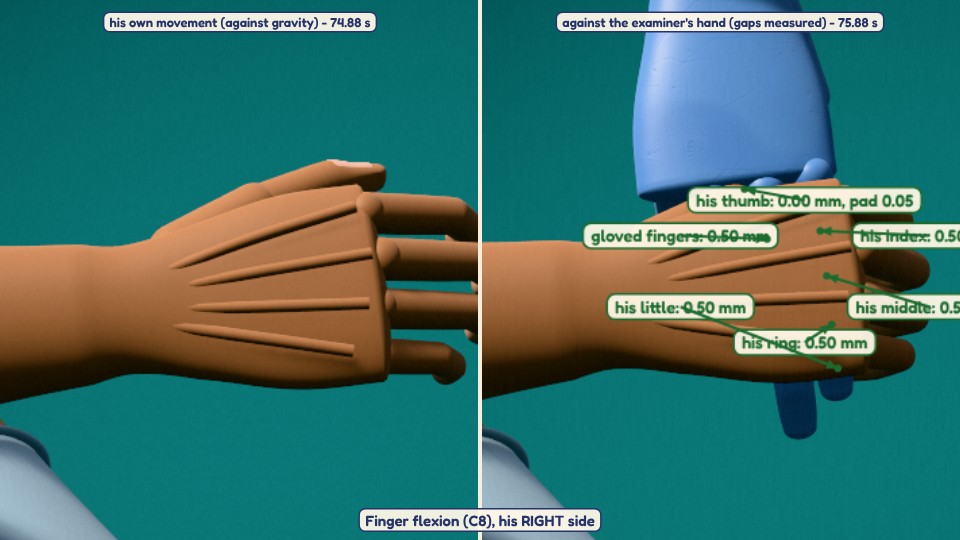 his own movement (against gravity) - 74.88 s
against the examiner's hand (gaps measured) - 75.88 s
his thumb: 0.00 mm, pad 0.05
gloved fingers: 0.50 mm
his index: 0.50
his little: 0.50 mm
his middle: 0.5
his ring: 0.50 mm
Finger flexion (C8), his RIGHT side